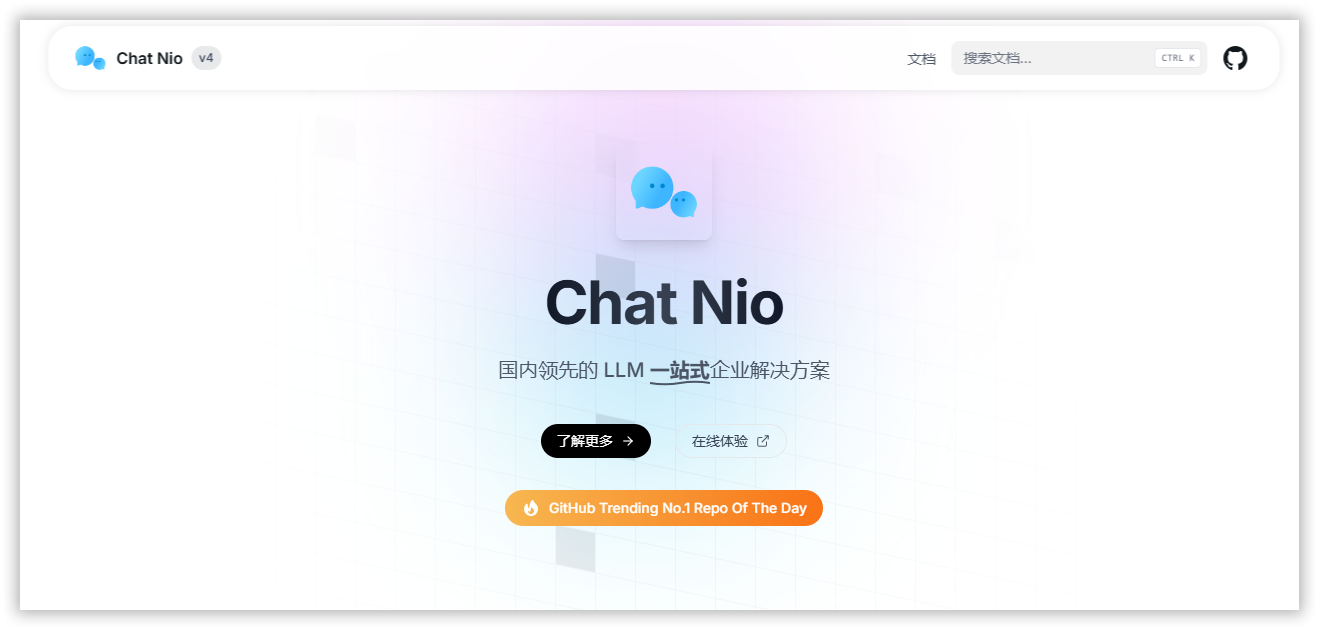 Chat Nio v4 文档 搜索文档... CTRL K
Chat Nio
国内领先的 LLM 一站式企业解决方案
了解更多 → 在线体验
GitHub Trending No.1 Repo Of The Day